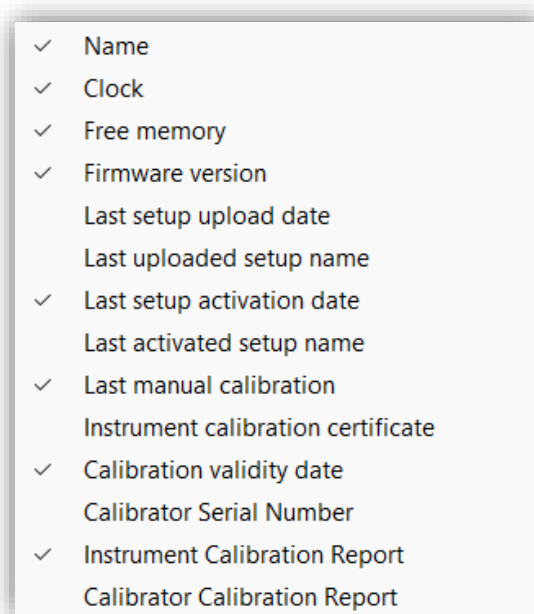 Name
Clock
Free memory
Firmware version
Last setup upload date
Last uploaded setup name
Last setup activation date
Last activated setup name
Last manual calibration
Instrument calibration certificate
Calibration validity date
Calibrator Serial Number
Instrument Calibration Report
Calibrator Calibration Report